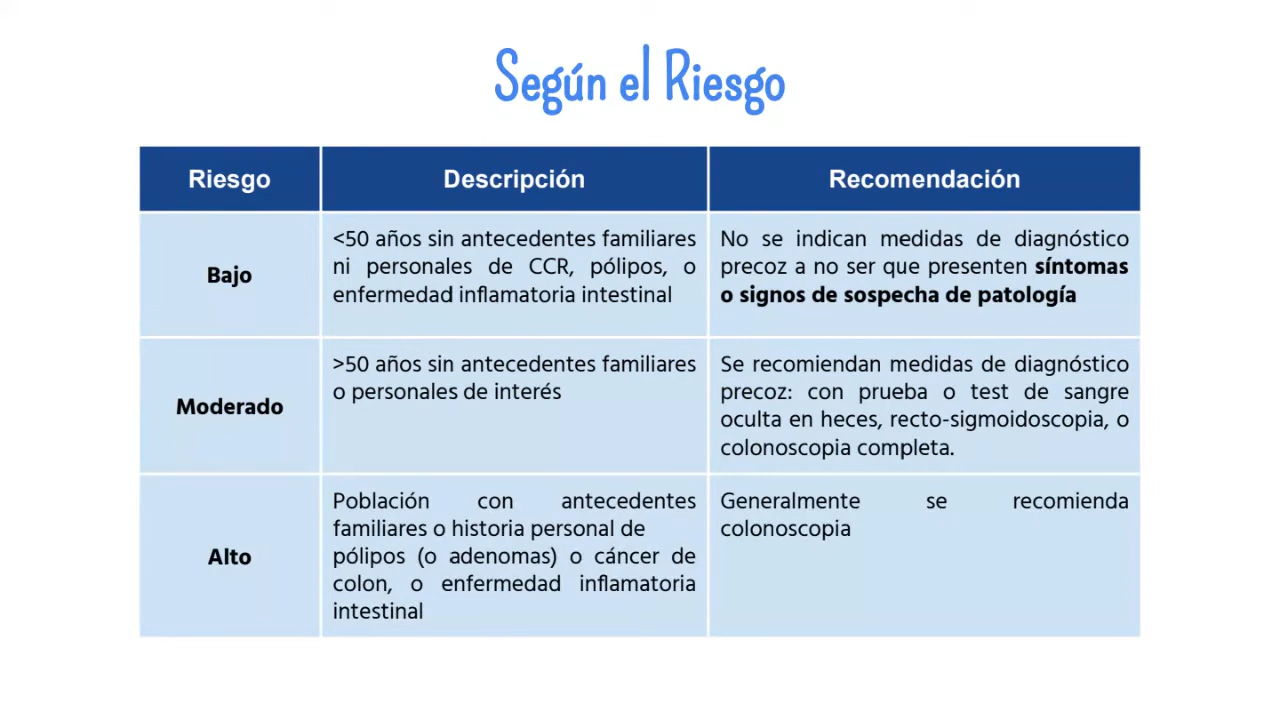 Según el Riesgo
Riesgo
Descripción
Recomendación
Bajo
<50 años sin antecedentes familiares
ni personales de CCR, pólipos, o
enfermedad inflamatoria intestinal
No se indican medidas de diagnóstico
precoz a no ser que presenten síntomas
o signos de sospecha de patología
Moderado
>50 años sin antecedentes familiares
o personales de interés
Se recomiendan medidas de diagnóstico
precoz: con prueba o test de sangre
oculta en heces, recto-sigmoidoscopia, o
colonoscopia completa.
Alto
Población con antecedentes
familiares o historia personal de
pólipos (o adenomas) o cáncer de
colon, o enfermedad inflamatoria
intestinal
Generalmente se recomienda
colonoscopia